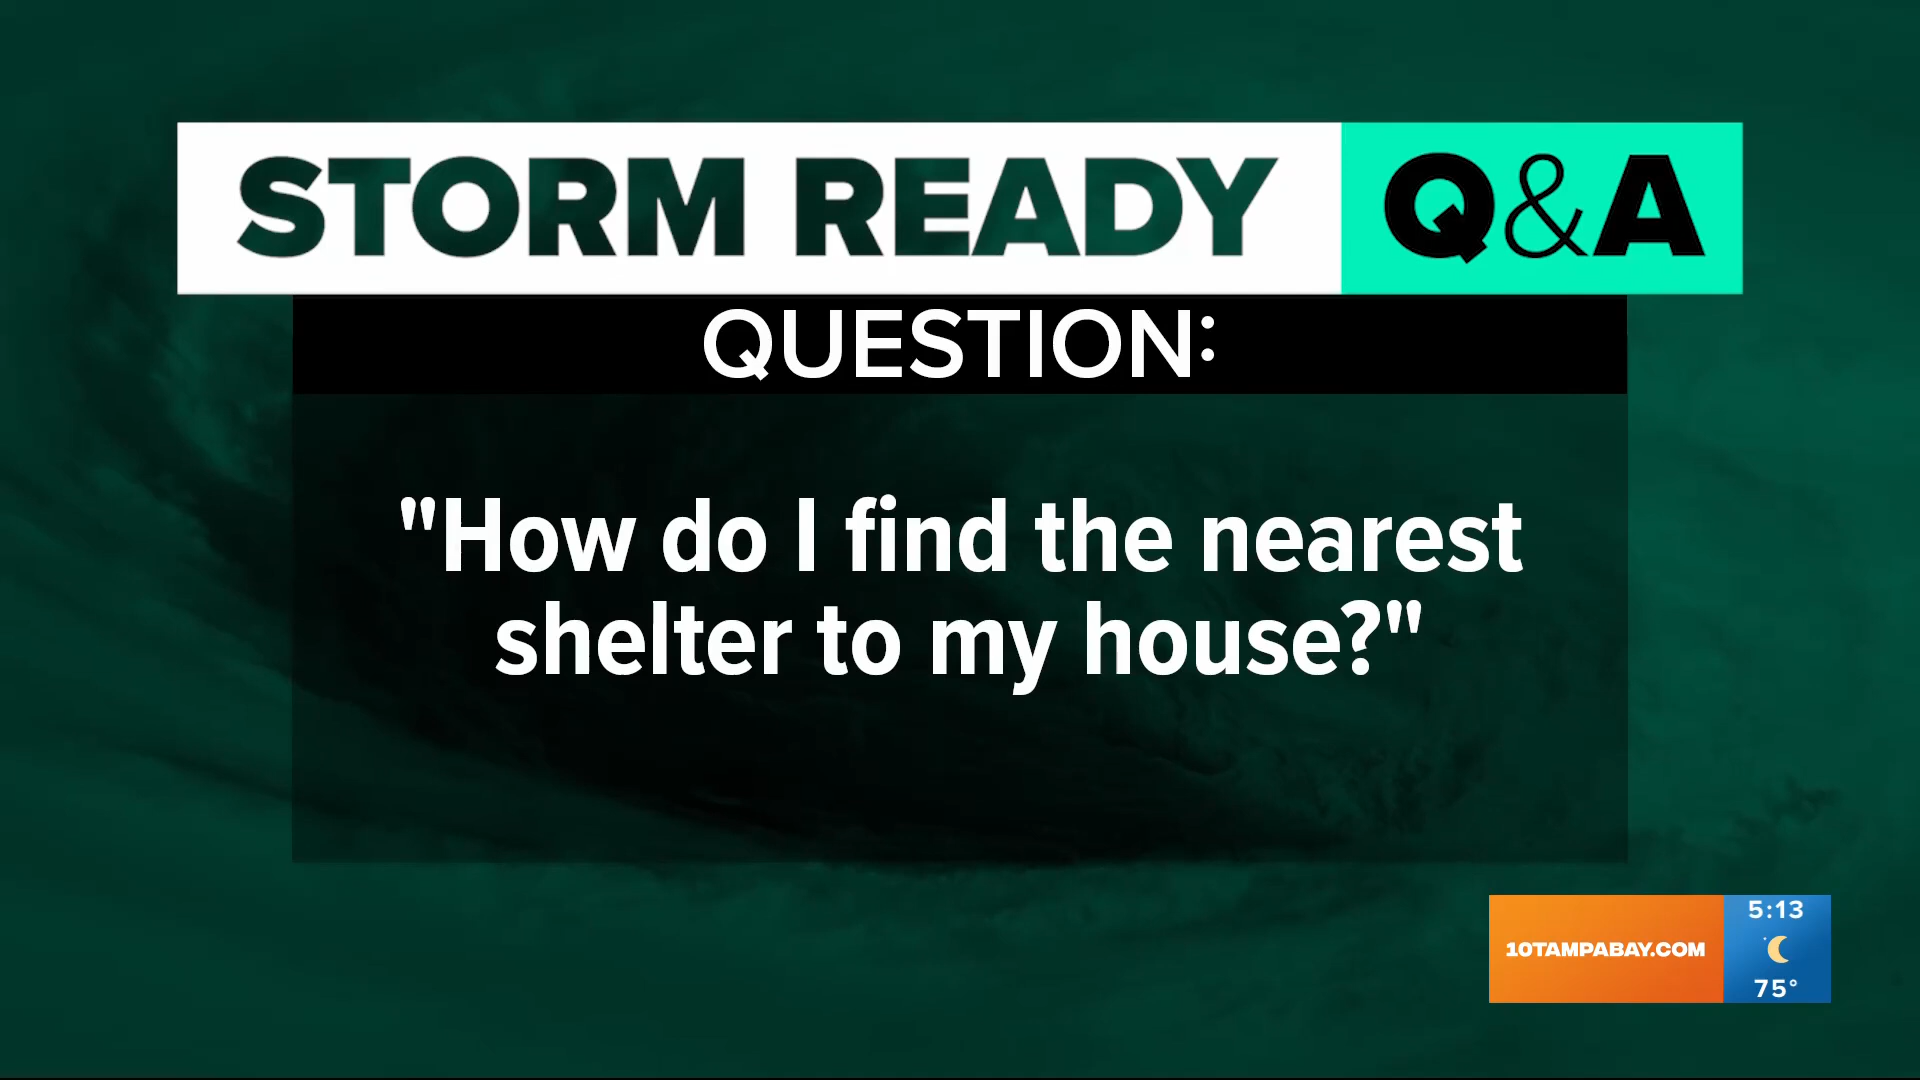 STORM READY Q&A
QUESTION:
"How do I find the nearest
shelter to my house?"
10TAMPABAY.COM
5:13
75°